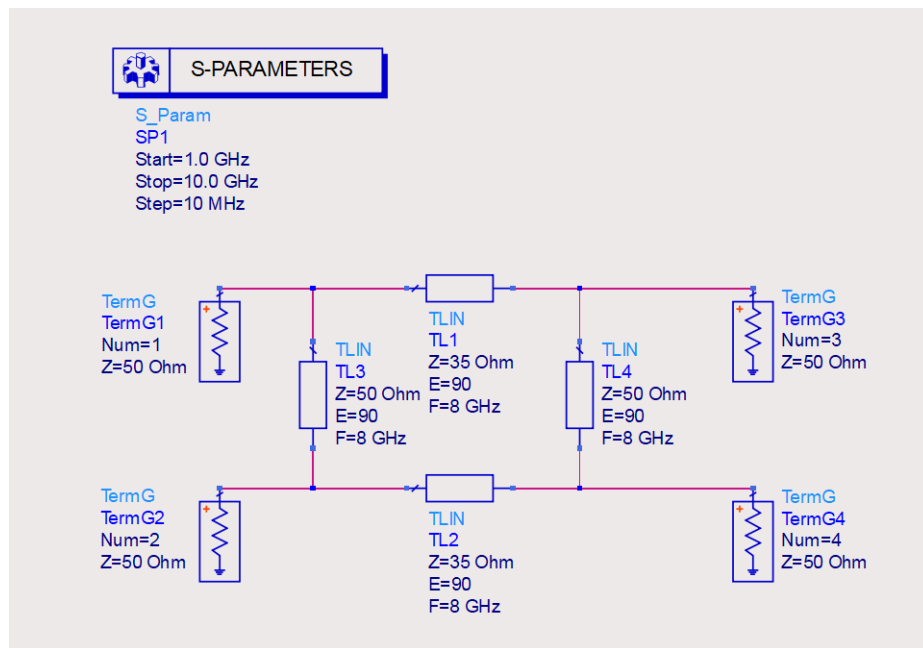 S-PARAMETERS
S_Param
SP1
Start=1.0 GHz
Stop=10.0 GHz
Step=10 MHz
TermG
TermG1
Num=1
Z=50 Ohm
+
TLIN
TL3
Z=50 Ohm
E=90
F=8 GHz
TLIN
TL1
Z=35 Ohm
E=90
F=8 GHz
TLIN
TL4
Z=50 Ohm
E=90
F=8 GHz
+
TermG
TermG3
Num=3
Z=50 Ohm
TermG
TermG2
Num=2
Z=50 Ohm
+
TLIN
TL2
Z=35 Ohm
E=90
F=8 GHz
+
TermG
TermG4
Num=4
Z=50 Ohm